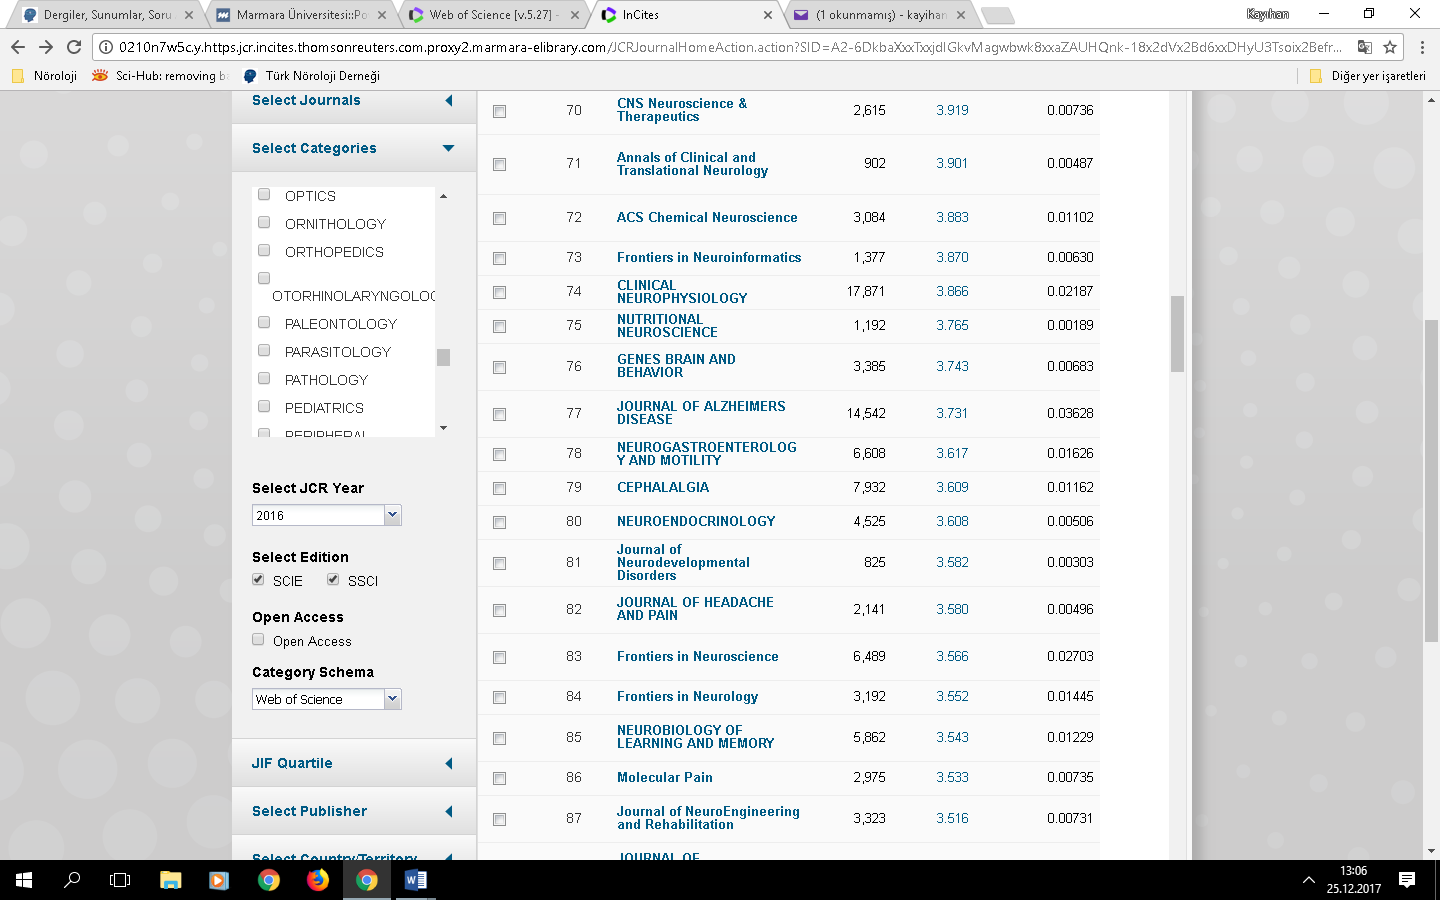 Dergiler, Sunumlar, Soru
Marmara Üniversitesi::Po
Web of Science [v.5.27] -
InCites
(1 okunmamış) - kayihan
Kayıhan
0210n7w5c.y.https.jcr.incites.thomsonreuters.com.proxy2.marmara-elibrary.com/JCRJournalHomeAction.action?SID=A2-6DkbaXxxTxxjdIGkvMagwbwk8xxaZAUHQnk-18x2dVx2Bd6xxDHyU3Tsoix2Befr...
Nöroloji
Sci-Hub: removing b
Türk Nöroloji Derneği
Diğer yer işaretleri
Select Journals
Select Categories
OPTICS
ORNITHOLOGY
ORTHOPEDICS
OTORHINOLARYNGOLOG
PALEONTOLOGY
PARASITOLOGY
PATHOLOGY
PEDIATRICS
PERIPHERAL
Select JCR Year
2016
Select Edition
SCIE SSCI
Open Access
Open Access
Category Schema
Web of Science
JIF Quartile
Select Publisher
Select Country/Territory
70 CNS Neuroscience & 2,615 3.919 0.00736
Therapeutics
71 Annals of Clinical and 902 3.901 0.00487
Translational Neurology
72 ACS Chemical Neuroscience 3,084 3.883 0.01102
73 Frontiers in Neuroinformatics 1,377 3.870 0.00630
74 CLINICAL 17,871 3.866 0.02187
NEUROPHYSIOLOGY
75 NUTRITIONAL 1,192 3.765 0.00189
NEUROSCIENCE
76 GENES BRAIN AND 3,385 3.743 0.00683
BEHAVIOR
77 JOURNAL OF ALZHEIMERS 14,542 3.731 0.03628
DISEASE
78 NEUROGASTROENTEROLOG 6,608 3.617 0.01626
Y AND MOTILITY
79 CEPHALALGIA 7,932 3.609 0.01162
80 NEUROENDOCRINOLOGY 4,525 3.608 0.00506
Journal of
81 Neurodevelopmental 825 3.582 0.00303
Disorders
82 JOURNAL OF HEADACHE 2,141 3.580 0.00496
AND PAIN
83 Frontiers in Neuroscience 6,489 3.566 0.02703
84 Frontiers in Neurology 3,192 3.552 0.01445
85 NEUROBIOLOGY OF 5,862 3.543 0.01229
LEARNING AND MEMORY
86 Molecular Pain 2,975 3.533 0.00735
87 Journal of NeuroEngineering 3,323 3.516 0.00731
and Rehabilitation
JOURNAL OF
13:06
25.12.2017